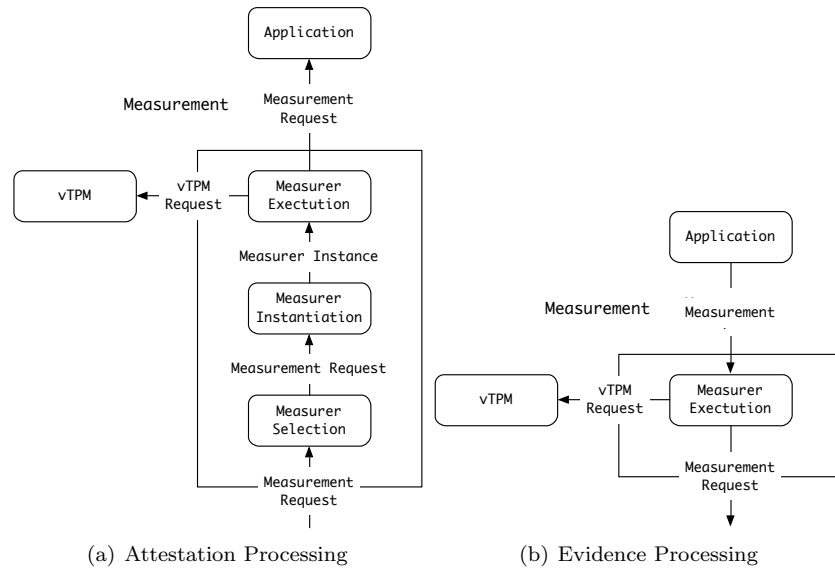 Application
Measurement
Measurement
Request
vTPM
vTPM
Request
Measurer
Exectution
Measurer Instance
Measurer
Instantiation
Measurement Request
Measurer
Selection
Measurement
Request
(a) Attestation Processing
Application
Measurement
Measurement
vTPM
vTPM
Request
Measurer
Exectution
Measurement
Request
(b) Evidence Processing